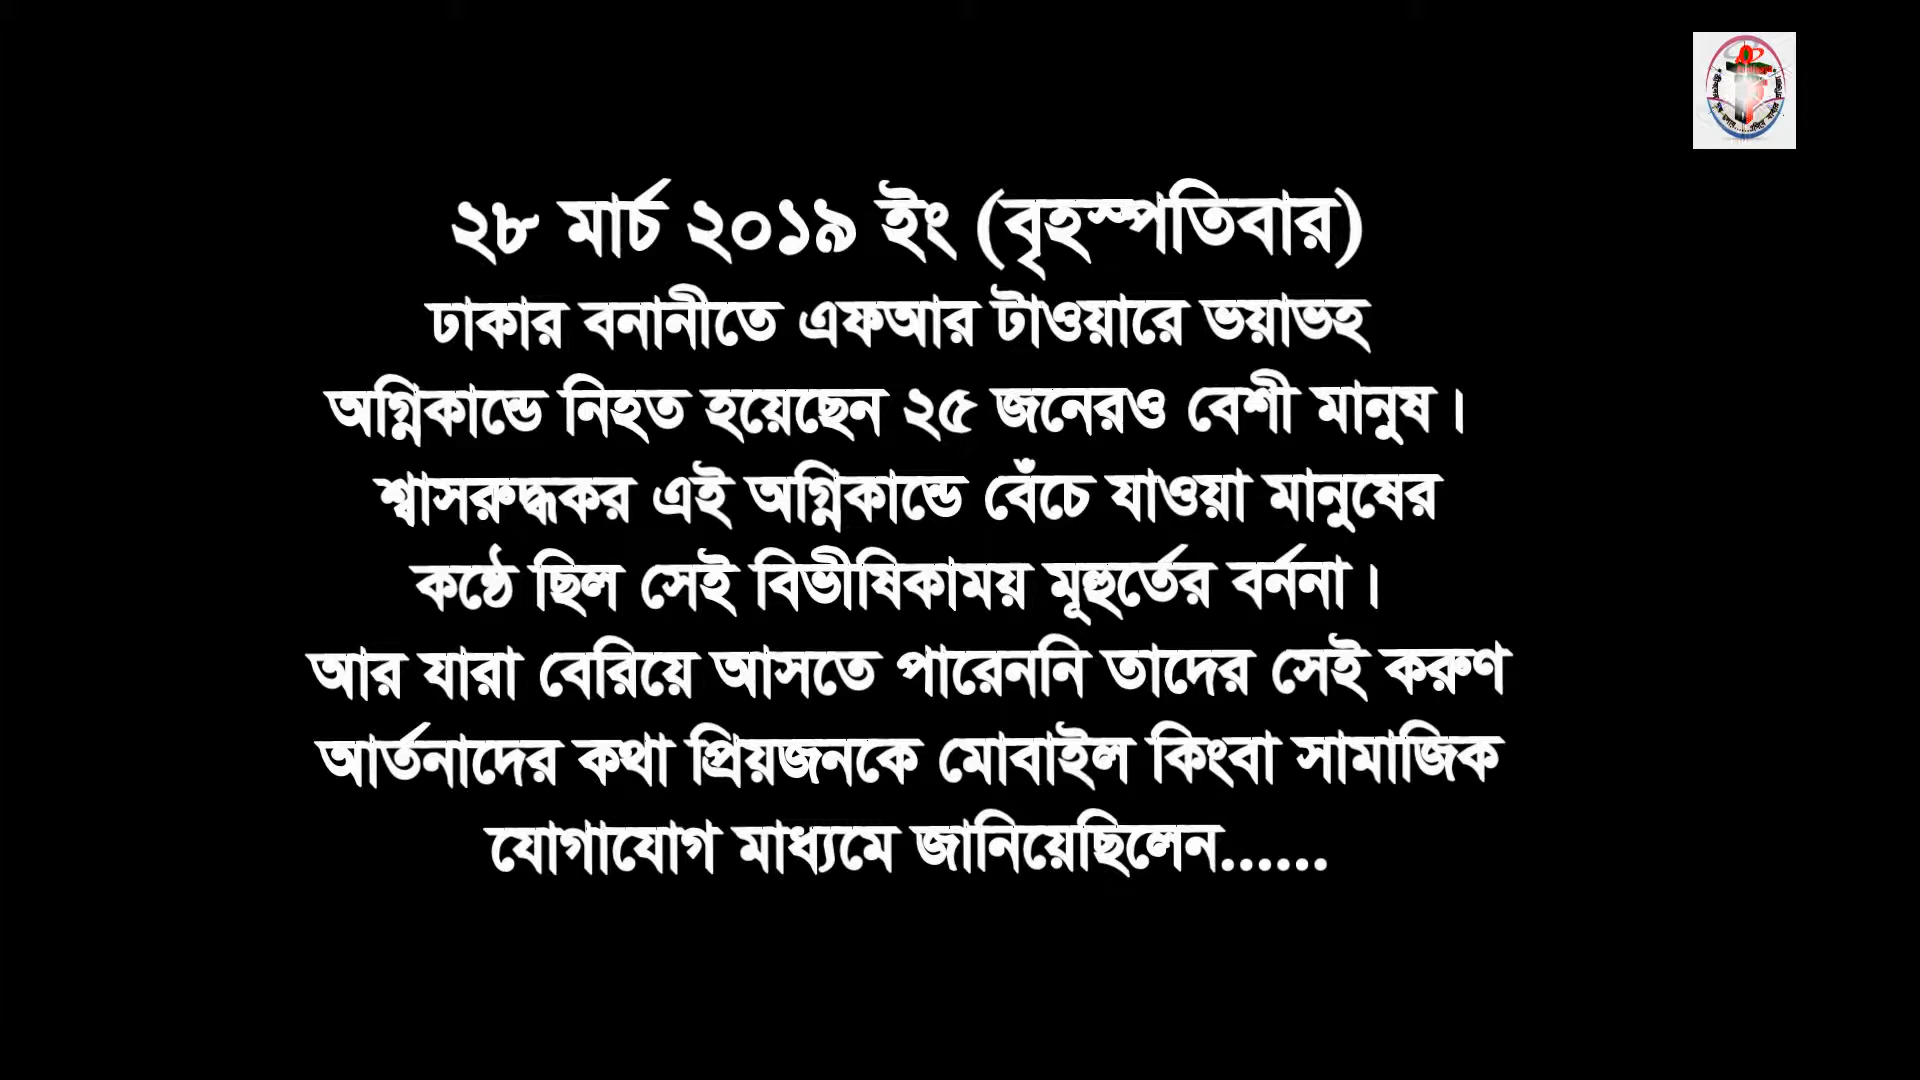 ২৮ মার্চ ২০১৯ ইং (বৃহস্পতিবার)
ঢাকার বনানীতে এফআর টাওয়ারে ভয়াভহ
অগ্নিকান্ডে নিহত হয়েছেন ২৫ জনেরও বেশী মানুষ।
শ্বাসরুদ্ধকর এই অগ্নিকান্ডে বেঁচে যাওয়া মানুষের
কন্ঠে ছিল সেই বিভীষিকাময় মূহুর্তের বর্ননা।
আর যারা বেরিয়ে আসতে পারেননি তাদের সেই করুণ
আর্তনাদের কথা প্রিয়জনকে মোবাইল কিংবা সামাজিক
যোগাযোগ মাধ্যমে জানিয়েছিলেন......